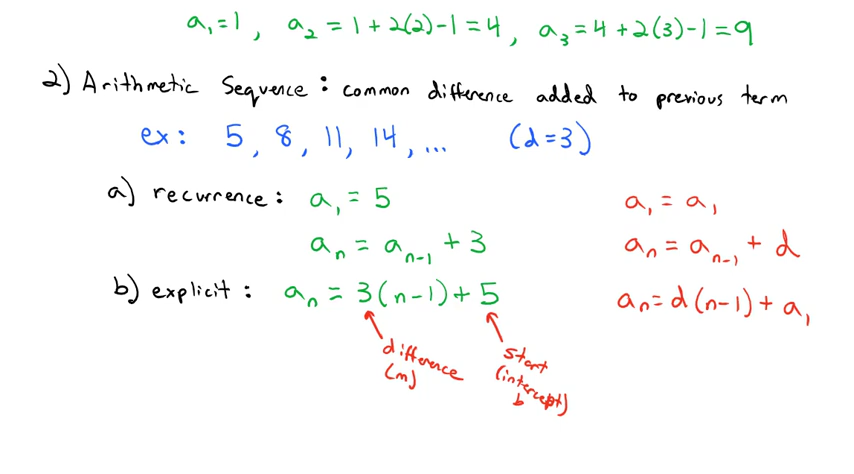 a₁ = 1, a₂ = 1 + 2(2) - 1 = 4, a₃ = 4 + 2(3) - 1 = 9
2) Arithmetic Sequence: common difference added to previous term
ex: 5, 8, 11, 14, ... (d = 3)
a) recurrence: a₁ = 5 a₁ = a₁
aₙ = aₙ₋₁ + 3 aₙ = aₙ₋₁ + d
b) explicit: aₙ = 3(n-1) + 5 aₙ = d(n-1) + a₁
difference
(m)
start
(intercept)
b